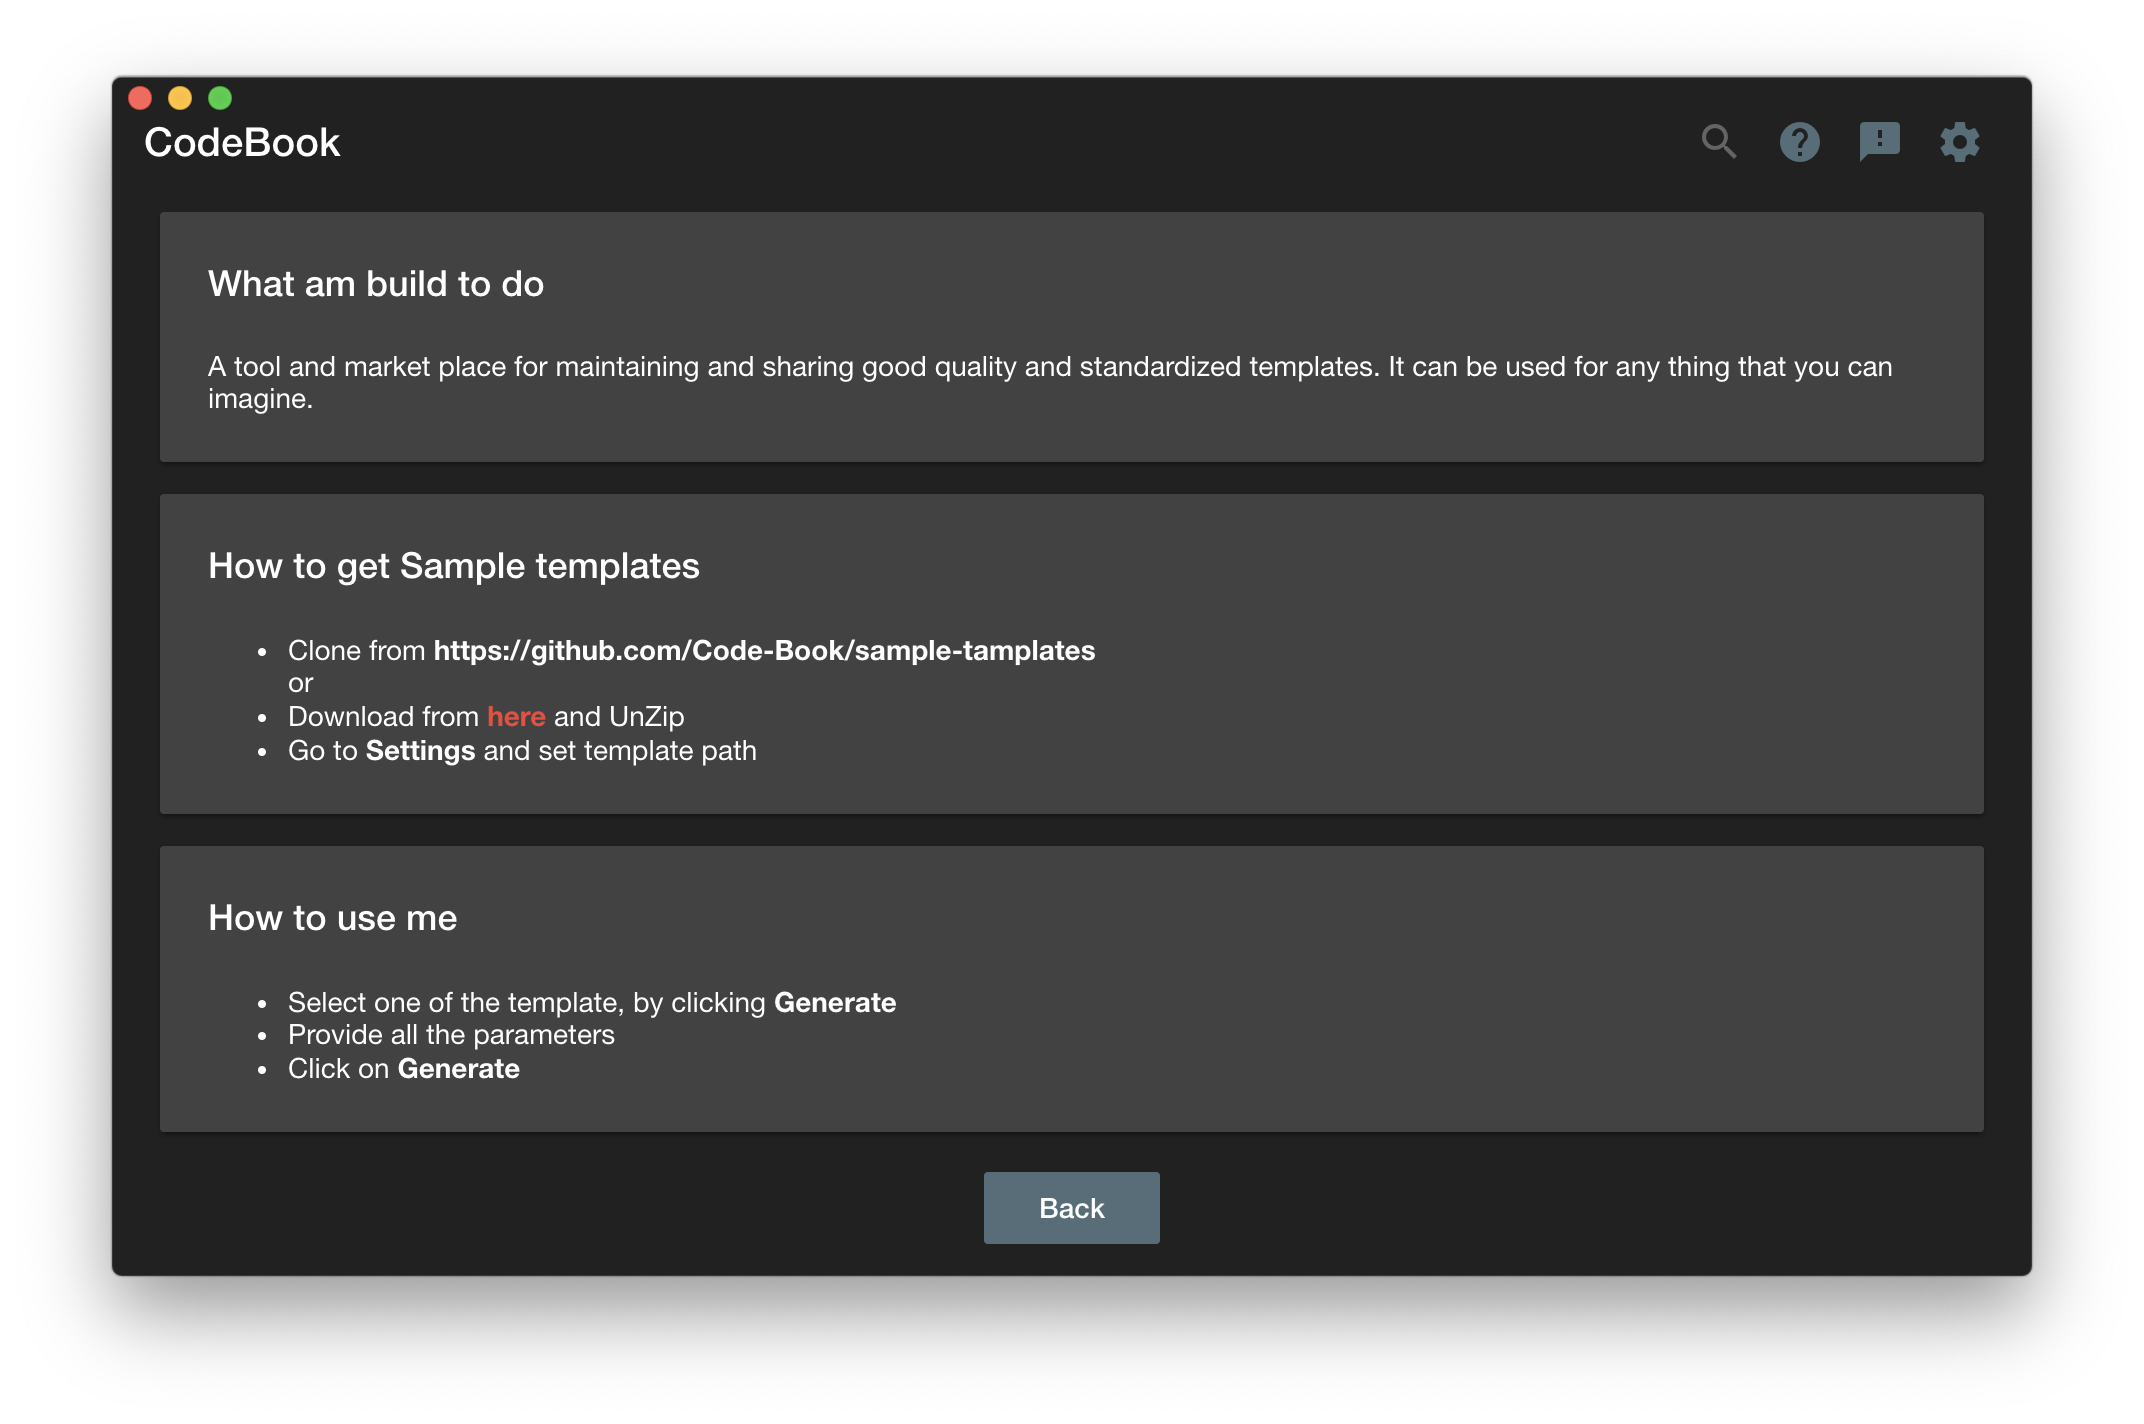 CodeBook
What am build to do
A tool and market place for maintaining and sharing good quality and standardized templates. It can be used for any thing that you can
imagine.
How to get Sample templates
• Clone from https://github.com/Code-Book/sample-tamplates
or
• Download from here and UnZip
• Go to Settings and set template path
How to use me
• Select one of the template, by clicking Generate
• Provide all the parameters
• Click on Generate
Back